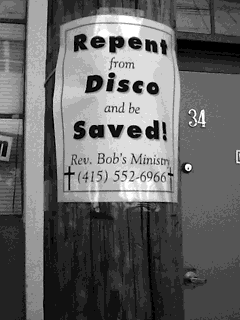 Repent
from
Disco
and be
Saved!
Rev. Bob's Ministry
(415) 552-6966
34